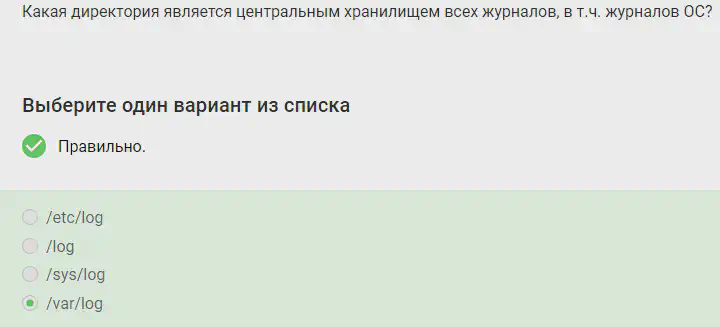 Какая директория является центральным хранилищем всех журналов, в т.ч. журналов ОС?
Выберите один вариант из списка
Правильно.
/etc/log
/log
/sys/log
/var/log